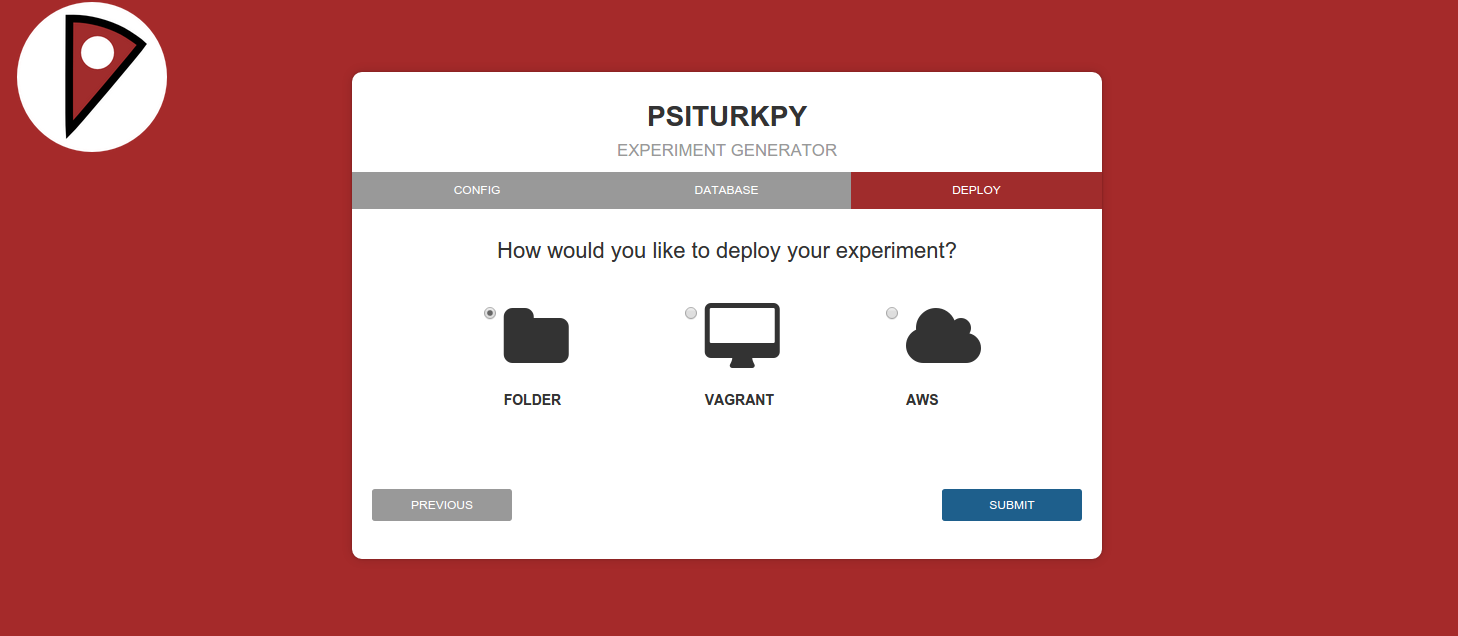 PSITURKPY
EXPERIMENT GENERATOR
CONFIG DATABASE DEPLOY
How would you like to deploy your experiment?
FOLDER VAGRANT AWS
PREVIOUS SUBMIT